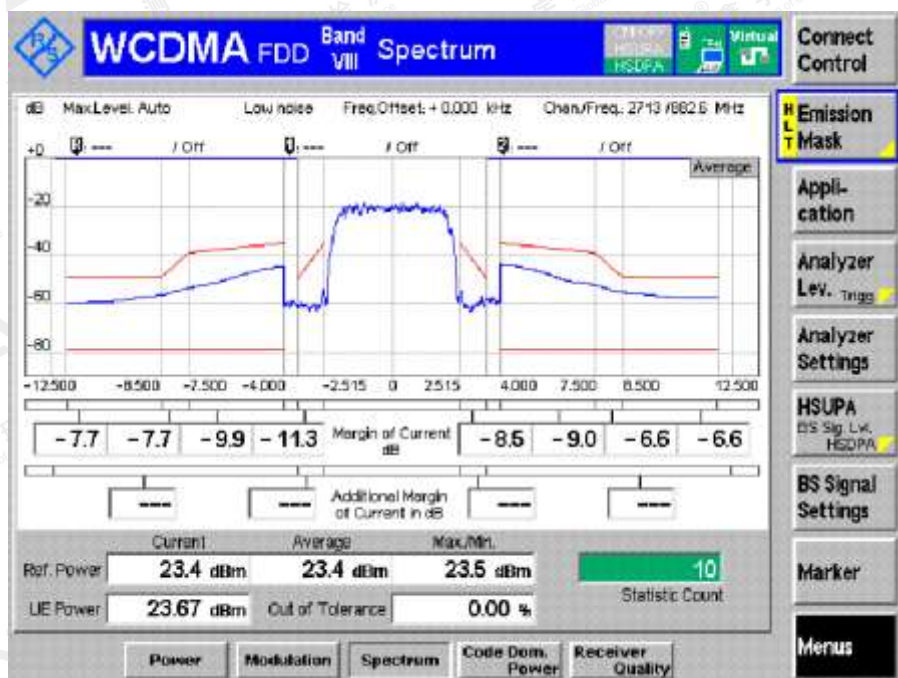 R&S
WCDMA FDD Band VIII Spectrum
HSDPA
Virtual
Connect Control
dB Max.Level: Auto Low noise Freq.Offset: + 0.000 kHz Chan./Freq.: 2713 /882.6 MHz
HLT
Emission Mask
3: --- / Off 1: --- / Off 2: --- / Off
Average
+0
-20
-40
-60
-80
-12.500 -8.500 -7.500 -4.000 -2.515 0 2.515 4.000 7.500 8.500 12.500
Appli-
cation
Analyzer
Lev. Trigg
Analyzer
Settings
-7.7 -7.7 -9.9 -11.3 Margin of Current dB -8.5 -9.0 -6.6 -6.6
HSUPA
BS Sig. Lvl.
HSDPA
--- --- Additional Margin of Current in dB --- ---
BS Signal
Settings
Current Average Max./Min.
Ref. Power 23.4 dBm 23.4 dBm 23.5 dBm 10
Statistic Count
UE Power 23.67 dBm Out of Tolerance 0.00 %
Marker
Menus
Power Modulation Spectrum Code Dom. Power Receiver Quality